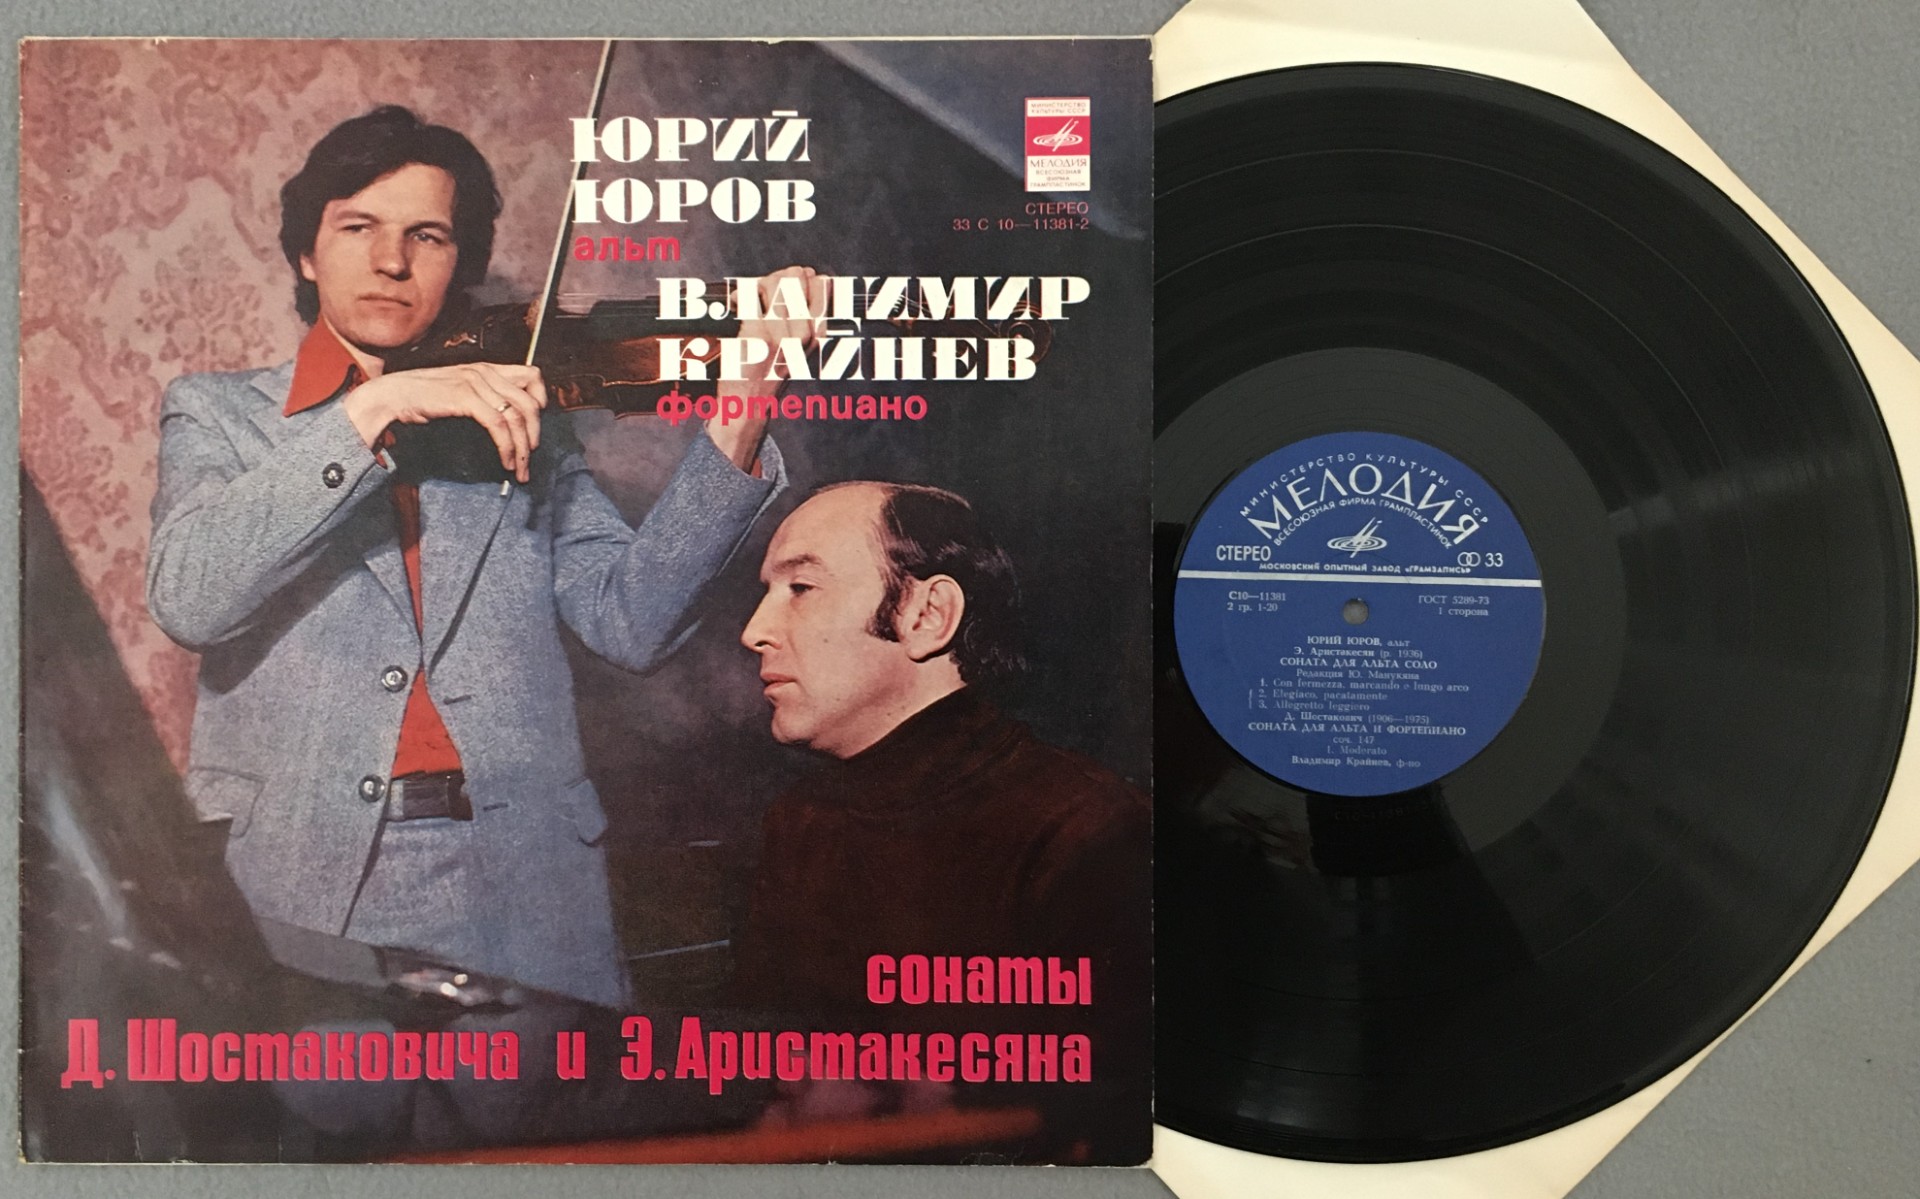 ЮРИЙ
ЮРОВ
альт
ВЛАДИМИР
КРАЙНЕВ
фортепиано
МИНИСТЕРСТВО
КУЛЬТУРЫ СССР
МЕЛОДИЯ
ВСЕСОЮЗНАЯ
ФИРМА
ГРАМПЛАСТИНОК
СТЕРЕО
33 С 10—11381-2
сонаты
Д. Шостаковича и Э. Аристакесяна
МИНИСТЕРСТВО КУЛЬТУРЫ СССР
МЕЛОДИЯ
ВСЕСОЮЗНАЯ ФИРМА ГРАМПЛАСТИНОК
СТЕРЕО 33
МОСКОВСКИЙ ОПЫТНЫЙ ЗАВОД «ГРАМЗАПИСЬ»
С10—11381 ГОСТ 5289-73
2 гр. 1-20 1 сторона
ЮРИЙ ЮРОВ, альт
Э. Аристакесян (р. 1936)
СОНАТА ДЛЯ АЛЬТА СОЛО
Редакция Ю. Манукяна
1. Con fermezza, marcando e lungo arco
2. Elegiaco, pacatamente
3. Allegretto leggiero
Д. Шостакович (1906—1975)
СОНАТА ДЛЯ АЛЬТА И ФОРТЕПИАНО
соч. 147
1. Moderato
Владимир Крайнев, ф-но